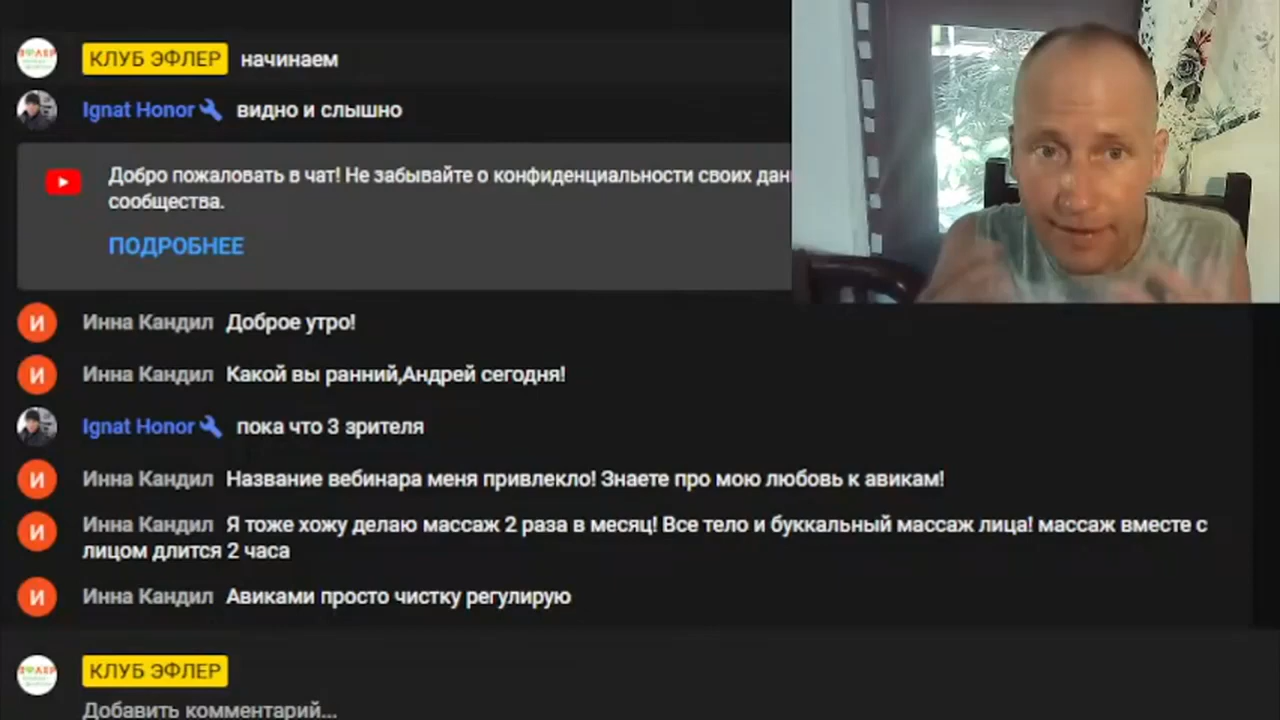 КЛУБ ЭФЛЕР начинаем
Ignat Honor видно и слышно
Добро пожаловать в чат! Не забывайте о конфиденциальности своих
сообщества.
ПОДРОБНЕЕ
Инна Кандил Доброе утро!
Инна Кандил Какой вы ранний,Андрей сегодня!
Ignat Honor пока что 3 зрителя
Инна Кандил Название вебинара меня привлекло! Знаете про мою любовь к авикам!
Инна Кандил Я тоже хожу делаю массаж 2 раза в месяц! Все тело и буккальный массаж лица! массаж вместе с
лицом длится 2 часа
Инна Кандил Авиками просто чистку регулирую
КЛУБ ЭФЛЕР
Добавить комментарий...